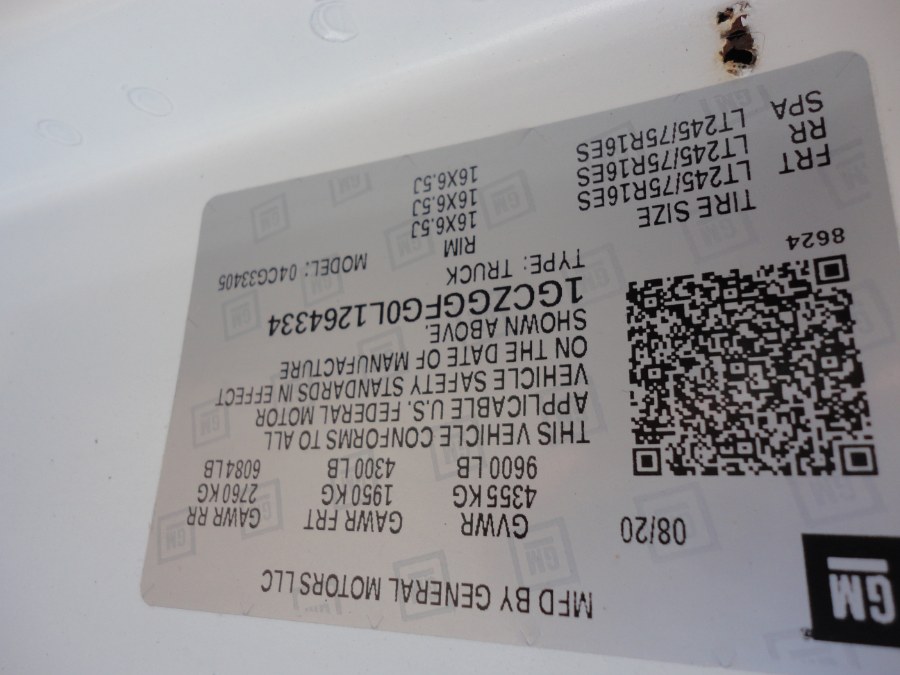 GM
MFD BY GENERAL MOTORS LLC
08/20
GVWR GAWR FRT GAWR RR
4355 KG 1950 KG 2760 KG
9600 LB 4300 LB 6084 LB
THIS VEHICLE CONFORMS TO ALL
APPLICABLE U.S. FEDERAL MOTOR
VEHICLE SAFETY STANDARDS IN EFFECT
ON THE DATE OF MANUFACTURE
SHOWN ABOVE.
1GCZGGFG0L1264334
TYPE: TRUCK MODEL: 04CG33405
8624
TIRE SIZE RIM
FRT LT245/75R16ES 16X6.5J
RR LT245/75R16ES 16X6.5J
SPA LT245/75R16ES 16X6.5J